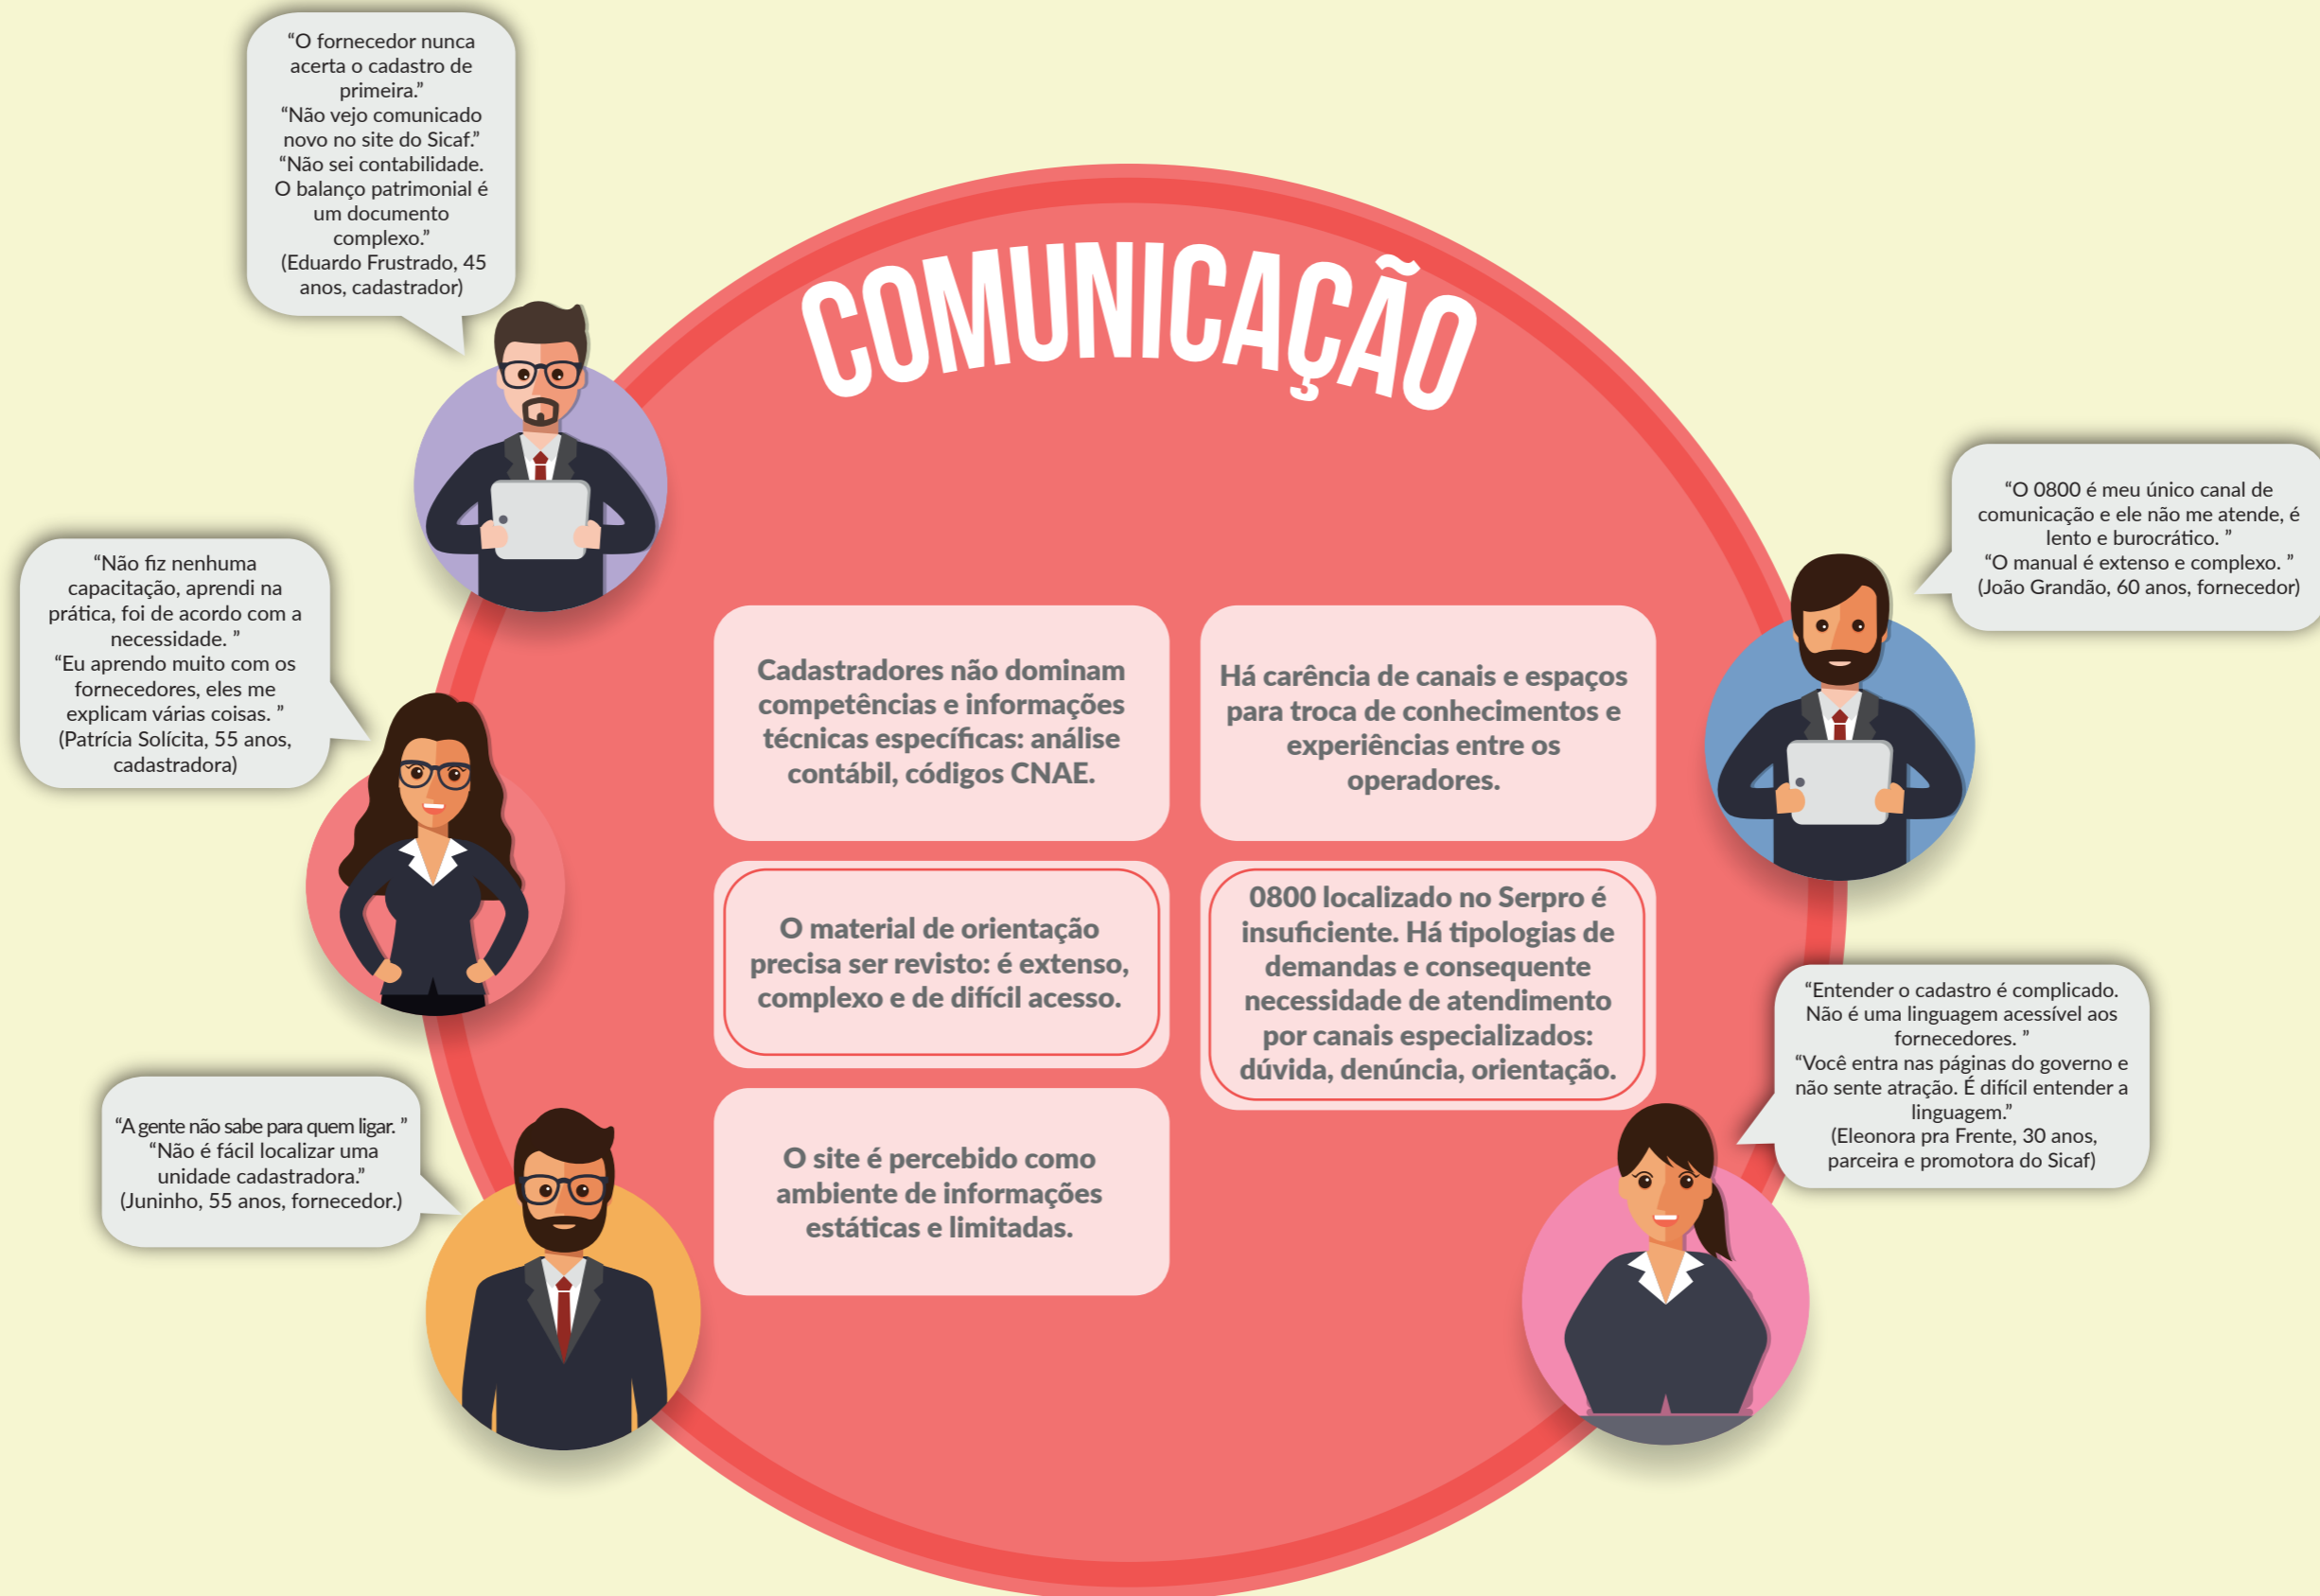 “O fornecedor nunca
acerta o cadastro de
primeira.”
“Não vejo comunicado
novo no site do Sicaf.”
“Não sei contabilidade.
O balanço patrimonial é
um documento
complexo.”
(Eduardo Frustrado, 45
anos, cadastrador)
COMUNICAÇÃO
“O 0800 é meu único canal de
comunicação e ele não me atende, é
lento e burocrático. ”
“O manual é extenso e complexo. ”
(João Grandão, 60 anos, fornecedor)
“Não fiz nenhuma
capacitação, aprendi na
prática, foi de acordo com a
necessidade. ”
“Eu aprendo muito com os
fornecedores, eles me
explicam várias coisas. ”
(Patrícia Solícita, 55 anos,
cadastradora)
Cadastradores não dominam
competências e informações
técnicas específicas: análise
contábil, códigos CNAE.
Há carência de canais e espaços
para troca de conhecimentos e
experiências entre os
operadores.
O material de orientação
precisa ser revisto: é extenso,
complexo e de difícil acesso.
0800 localizado no Serpro é
insuficiente. Há tipologias de
demandas e consequente
necessidade de atendimento
por canais especializados:
dúvida, denúncia, orientação.
“Entender o cadastro é complicado.
Não é uma linguagem acessível aos
fornecedores. ”
“Você entra nas páginas do governo e
não sente atração. É difícil entender a
linguagem.”
(Eleonora pra Frente, 30 anos,
parceira e promotora do Sicaf)
“A gente não sabe para quem ligar. ”
“Não é fácil localizar uma
unidade cadastradora.”
(Juninho, 55 anos, fornecedor.)
O site é percebido como
ambiente de informações
estáticas e limitadas.